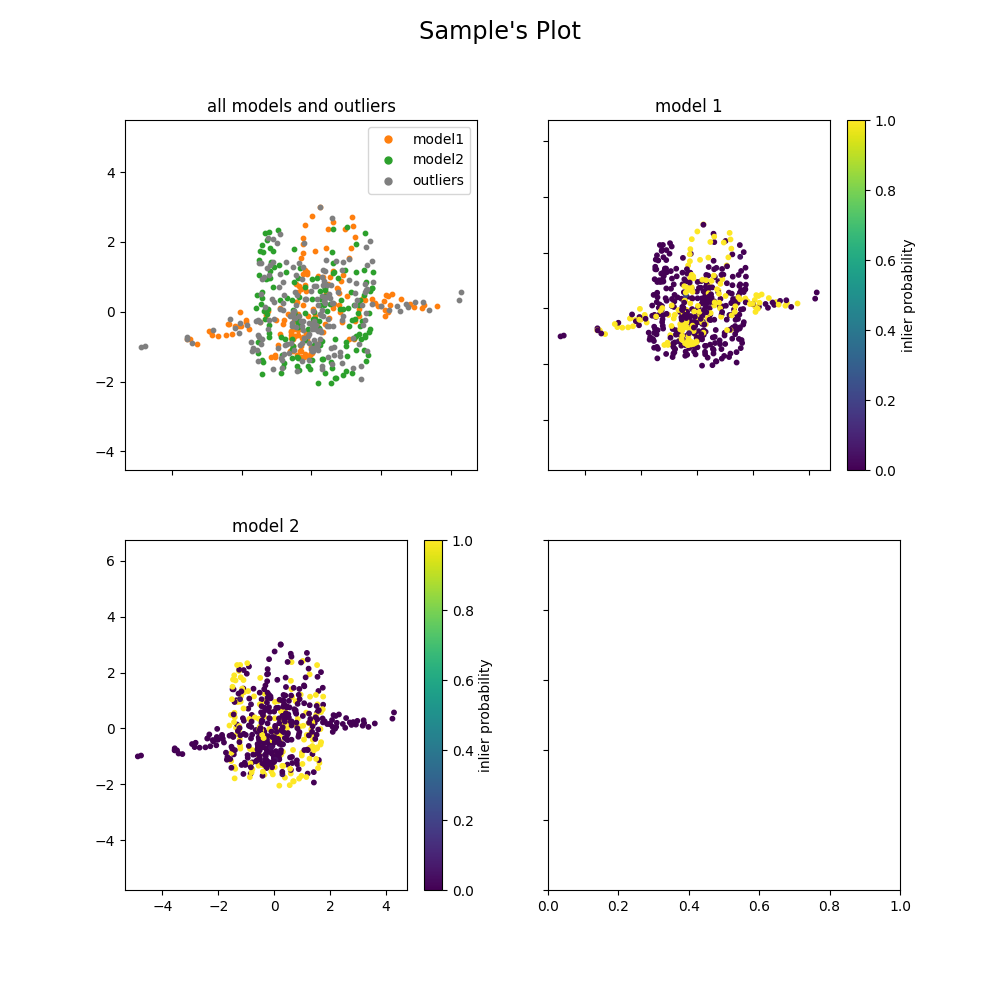 Sample's Plot
all models and outliers
model1
model2
outliers
4
2
0
−2
−4
model 1
1.0
0.8
0.6
0.4
0.2
0.0
inlier probability
model 2
6
4
2
0
−2
−4
−4 −2 0 2 4
1.0
0.8
0.6
0.4
0.2
0.0
inlier probability
0.0 0.2 0.4 0.6 0.8 1.0